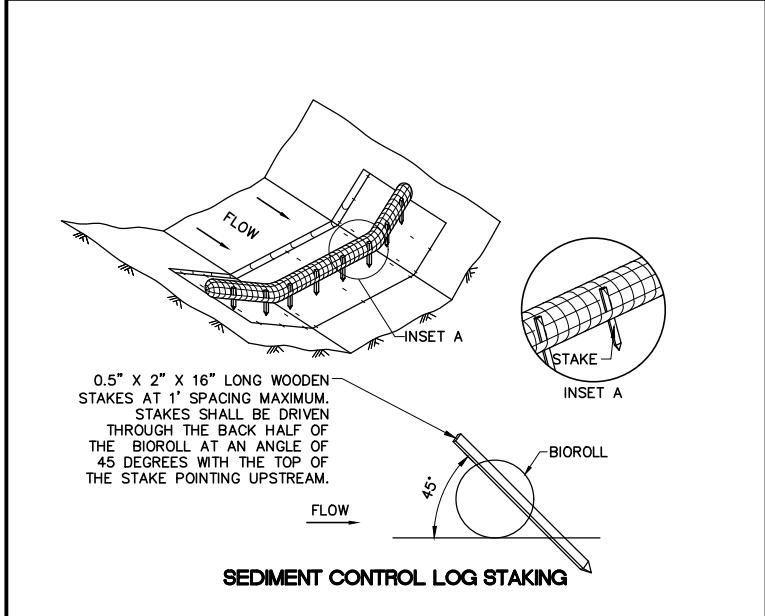 FLOW
INSET A
STAKE
INSET A
0.5” X 2” X 16” LONG WOODEN
STAKES AT 1’ SPACING MAXIMUM.
STAKES SHALL BE DRIVEN
THROUGH THE BACK HALF OF
THE BIOROLL AT AN ANGLE OF
45 DEGREES WITH THE TOP OF
THE STAKE POINTING UPSTREAM.
BIOROLL
45°
FLOW
SEDIMENT CONTROL LOG STAKING